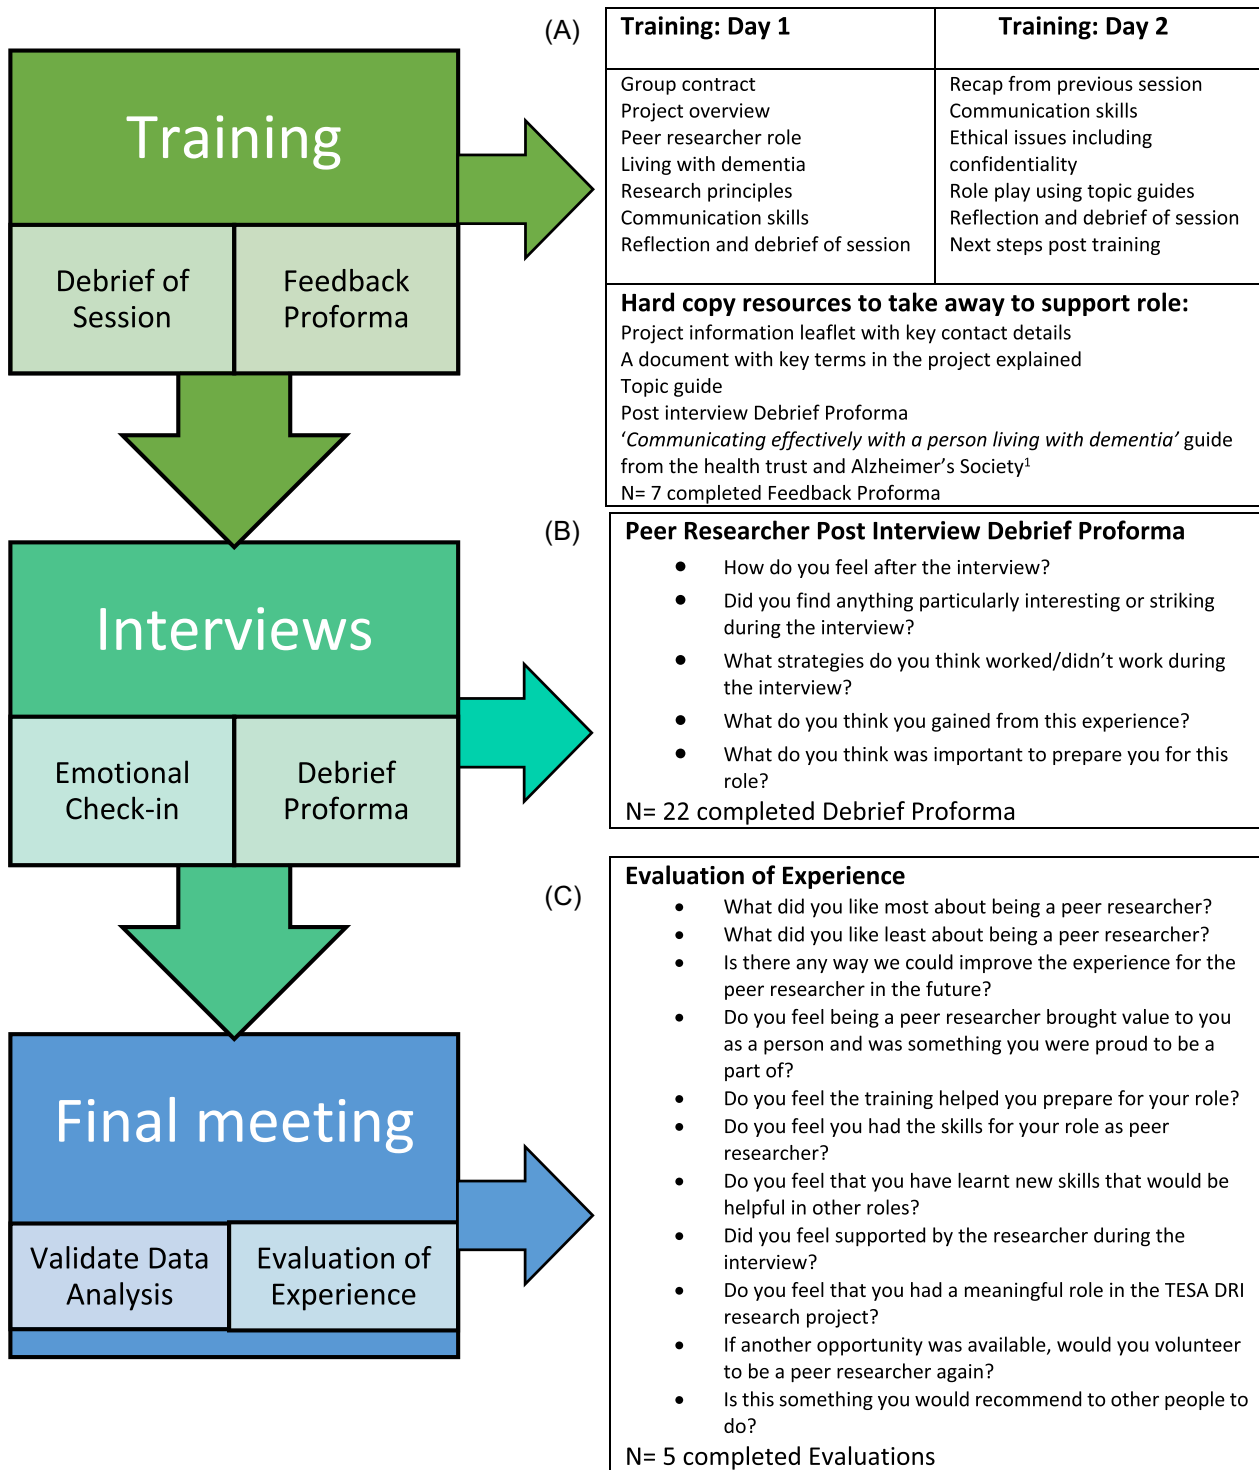 Training
Debrief of
Session
Feedback
Proforma
(A)
Training: Day 1
Group contract
Project overview
Peer researcher role
Living with dementia
Research principles
Communication skills
Reflection and debrief of session
Training: Day 2
Recap from previous session
Communication skills
Ethical issues including
confidentiality
Role play using topic guides
Reflection and debrief of session
Next steps post training
Hard copy resources to take away to support role:
Project information leaflet with key contact details
A document with key terms in the project explained
Topic guide
Post interview Debrief Proforma
‘Communicating effectively with a person living with dementia’ guide
from the health trust and Alzheimer’s Society¹
N= 7 completed Feedback Proforma
Interviews
Emotional
Check-in
Debrief
Proforma
(B)
Peer Researcher Post Interview Debrief Proforma
● How do you feel after the interview?
● Did you find anything particularly interesting or striking
during the interview?
● What strategies do you think worked/didn’t work during
the interview?
● What do you think you gained from this experience?
● What do you think was important to prepare you for this
role?
N= 22 completed Debrief Proforma
Final meeting
Validate Data
Analysis
Evaluation of
Experience
(C)
Evaluation of Experience
• What did you like most about being a peer researcher?
• What did you like least about being a peer researcher?
• Is there any way we could improve the experience for the
peer researcher in the future?
• Do you feel being a peer researcher brought value to you
as a person and was something you were proud to be a
part of?
• Do you feel the training helped you prepare for your role?
• Do you feel you had the skills for your role as peer
researcher?
• Do you feel that you have learnt new skills that would be
helpful in other roles?
• Did you feel supported by the researcher during the
interview?
• Do you feel that you had a meaningful role in the TESA DRI
research project?
• If another opportunity was available, would you volunteer
to be a peer researcher again?
• Is this something you would recommend to other people to
do?
N= 5 completed Evaluations